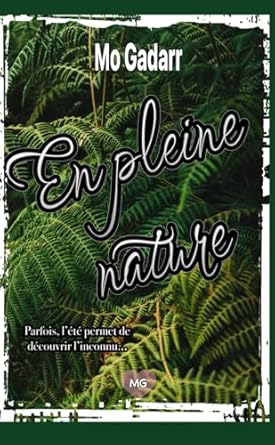 Mo Gadarr
En pleine
nature
Parfois, l'été permet de
découvrir l'inconnu...
MG